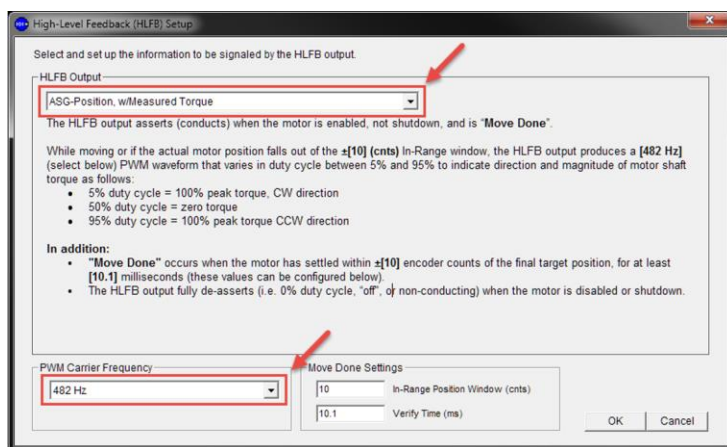 High-Level Feedback (HLFB) Setup
Select and set up the information to be signaled by the HLFB output.
HLFB Output
ASG-Position, w/Measured Torque
The HLFB output asserts (conducts) when the motor is enabled, not shutdown, and is "Move Done".
While moving or if the actual motor position falls out of the ±[10] (cnts) In-Range window, the HLFB output produces a [482 Hz]
(select below) PWM waveform that varies in duty cycle between 5% and 95% to indicate direction and magnitude of motor shaft
torque as follows:
• 5% duty cycle = 100% peak torque, CW direction
• 50% duty cycle = zero torque
• 95% duty cycle = 100% peak torque CCW direction
In addition:
• "Move Done" occurs when the motor has settled within ±[10] encoder counts of the final target position, for at least
[10.1] milliseconds (these values can be configured below).
• The HLFB output fully de-asserts (i.e. 0% duty cycle, "off", or non-conducting) when the motor is disabled or shutdown.
PWM Carrier Frequency
482 Hz
Move Done Settings
10 In-Range Position Window (cnts)
10.1 Verify Time (ms)
OK Cancel